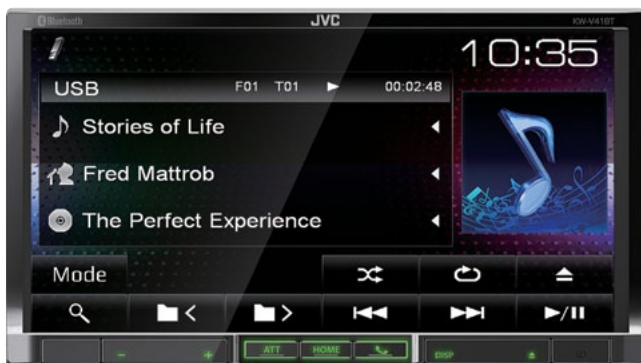 Bluetooth
JVC
KW-V41BT
10:35
USB F01 T01 00:02:48
Stories of Life
Fred Mattrob
The Perfect Experience
Mode
ATT HOME
DISP